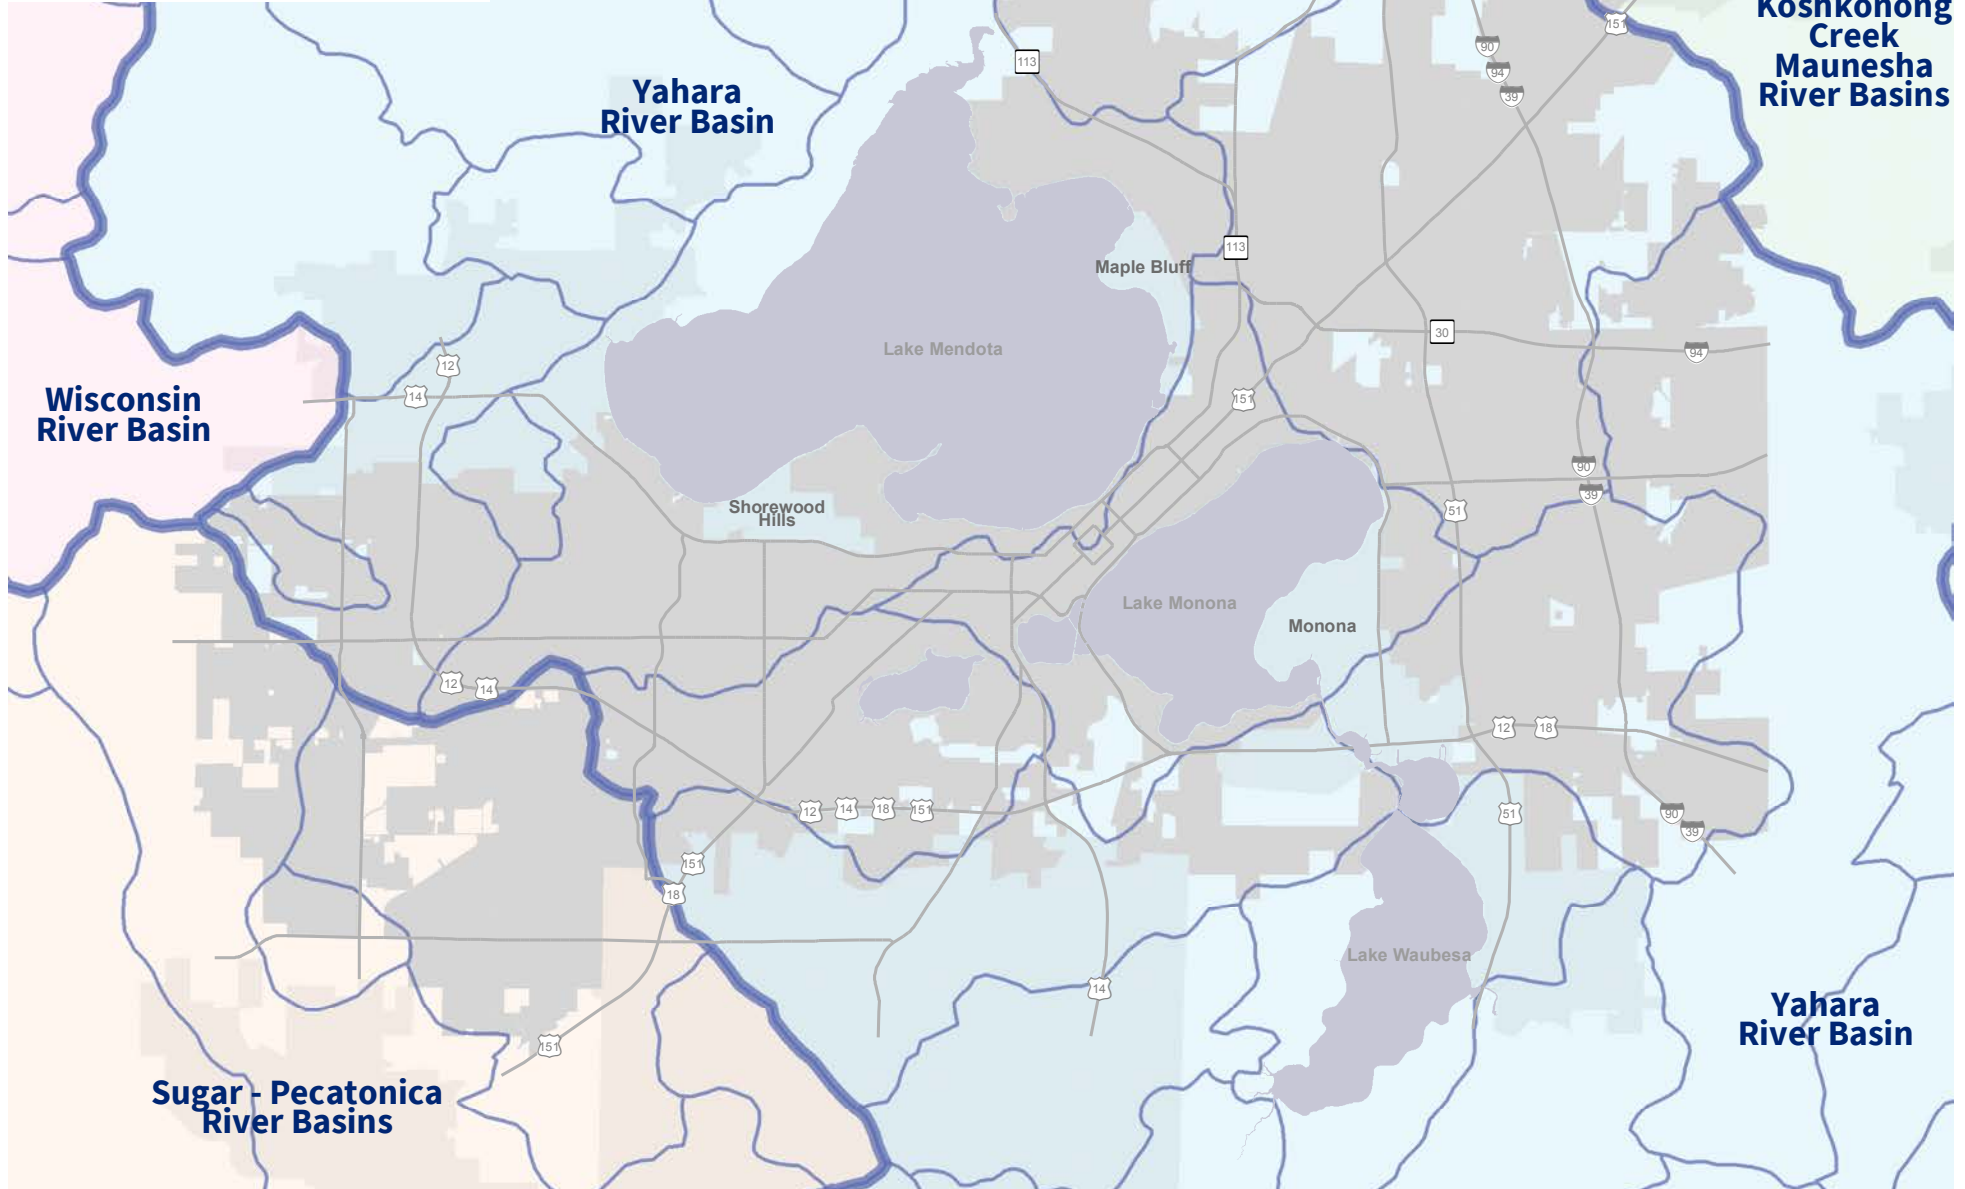 Koshkonong
Creek
Maunesha
River Basins
151
90
94
39
113
Yahara
River Basin
113
Maple Bluff
30
94
Lake Mendota
12
14
Wisconsin
River Basin
151
90
39
51
Shorewood
Hills
Lake Monona
Monona
12
14
12
18
12
14
18
151
51
90
39
151
18
Lake Waubesa
14
Yahara
River Basin
151
Sugar - Pecatonica
River Basins